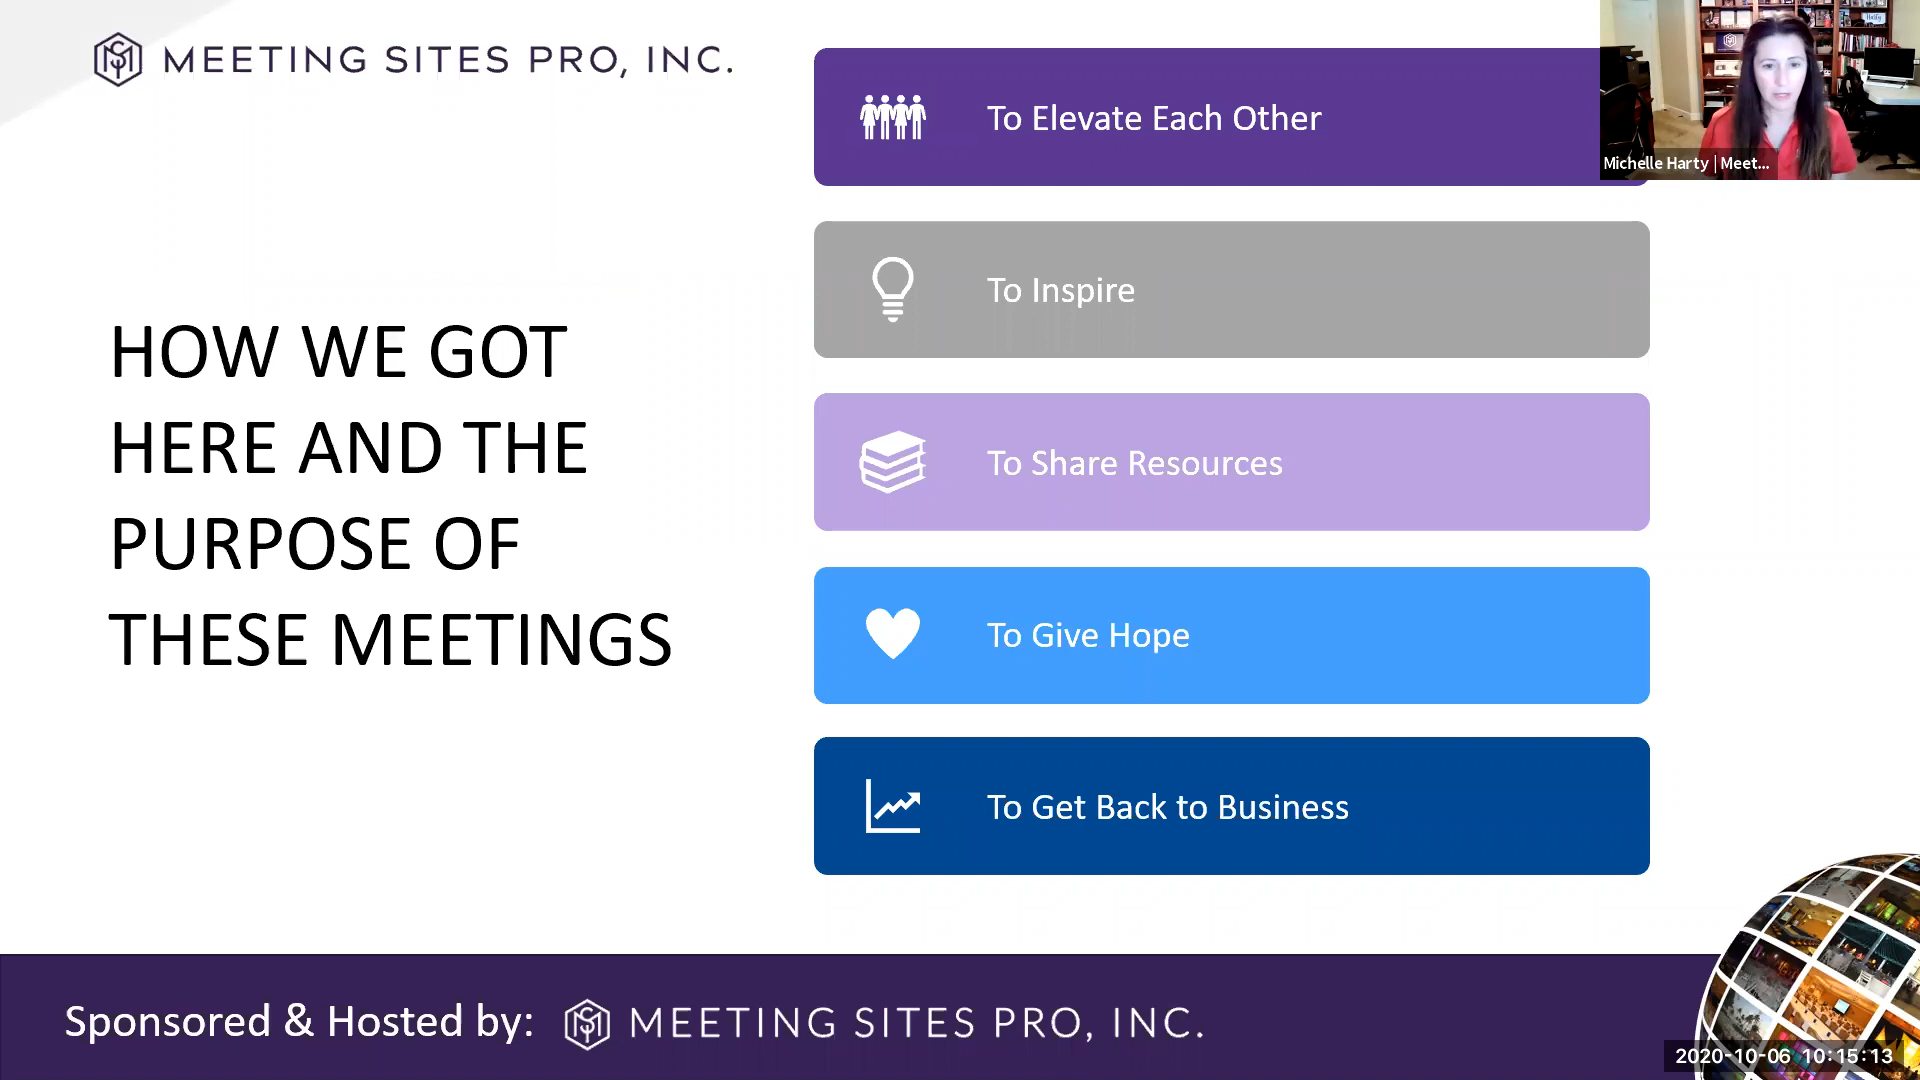 MEETING SITES PRO, INC.
HOW WE GOT
HERE AND THE
PURPOSE OF
THESE MEETINGS
To Elevate Each Other
To Inspire
To Share Resources
To Give Hope
To Get Back to Business
Michelle Harty | Meet...
Sponsored & Hosted by:
MEETING SITES PRO, INC.
2020-10-06 10:15:13